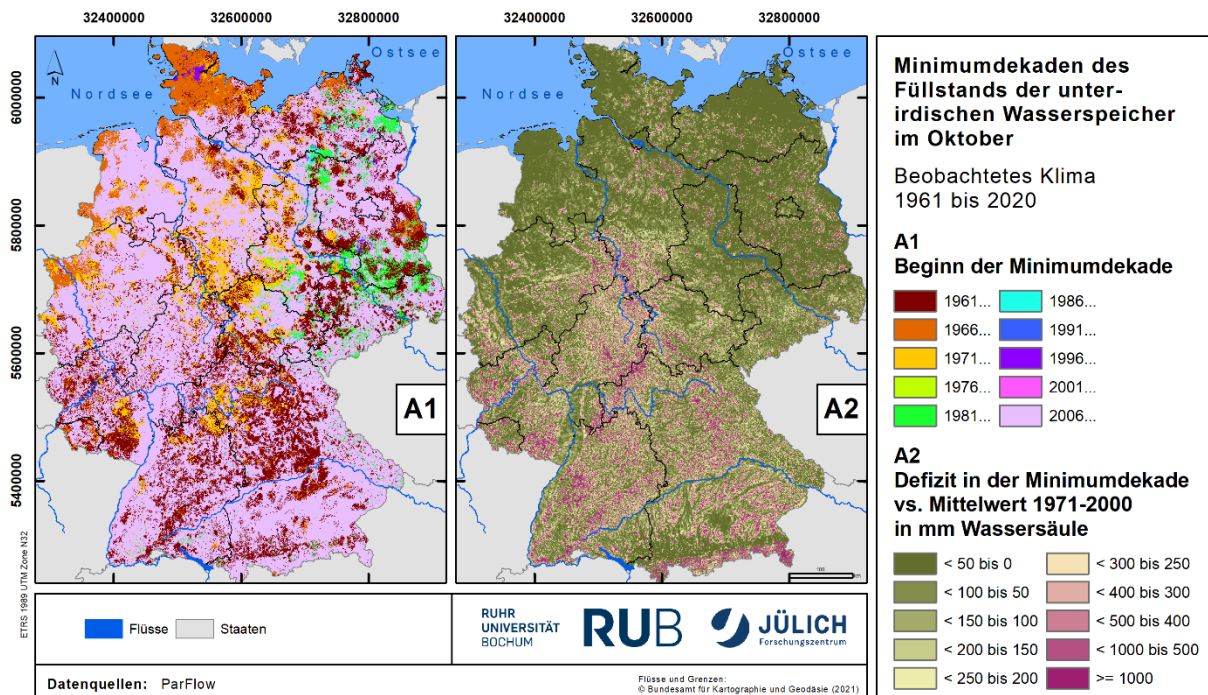 32400000 32600000 32800000
32400000 32600000 32800000
6000000
5800000
5600000
5400000
ETRS 1989 UTM Zone N32
N
Nordsee
Ostsee
A1
Nordsee
Ostsee
A2
100
km
Minimumdekaden des
Füllstands der unter-
irdischen Wasserspeicher
im Oktober
Beobachtetes Klima
1961 bis 2020
A1
Beginn der Minimumdekade
1961... 1986...
1966... 1991...
1971... 1996...
1976... 2001...
1981... 2006...
A2
Defizit in der Minimumdekade
vs. Mittelwert 1971-2000
in mm Wassersäule
< 50 bis 0 < 300 bis 250
< 100 bis 50 < 400 bis 300
< 150 bis 100 < 500 bis 400
< 200 bis 150 < 1000 bis 500
< 250 bis 200 >= 1000
Flüsse Staaten
RUHR
UNIVERSITÄT
BOCHUM
RUB
JÜLICH
Forschungszentrum
Datenquellen: ParFlow
Flüsse und Grenzen:
© Bundesamt für Kartographie und Geodäsie (2021)